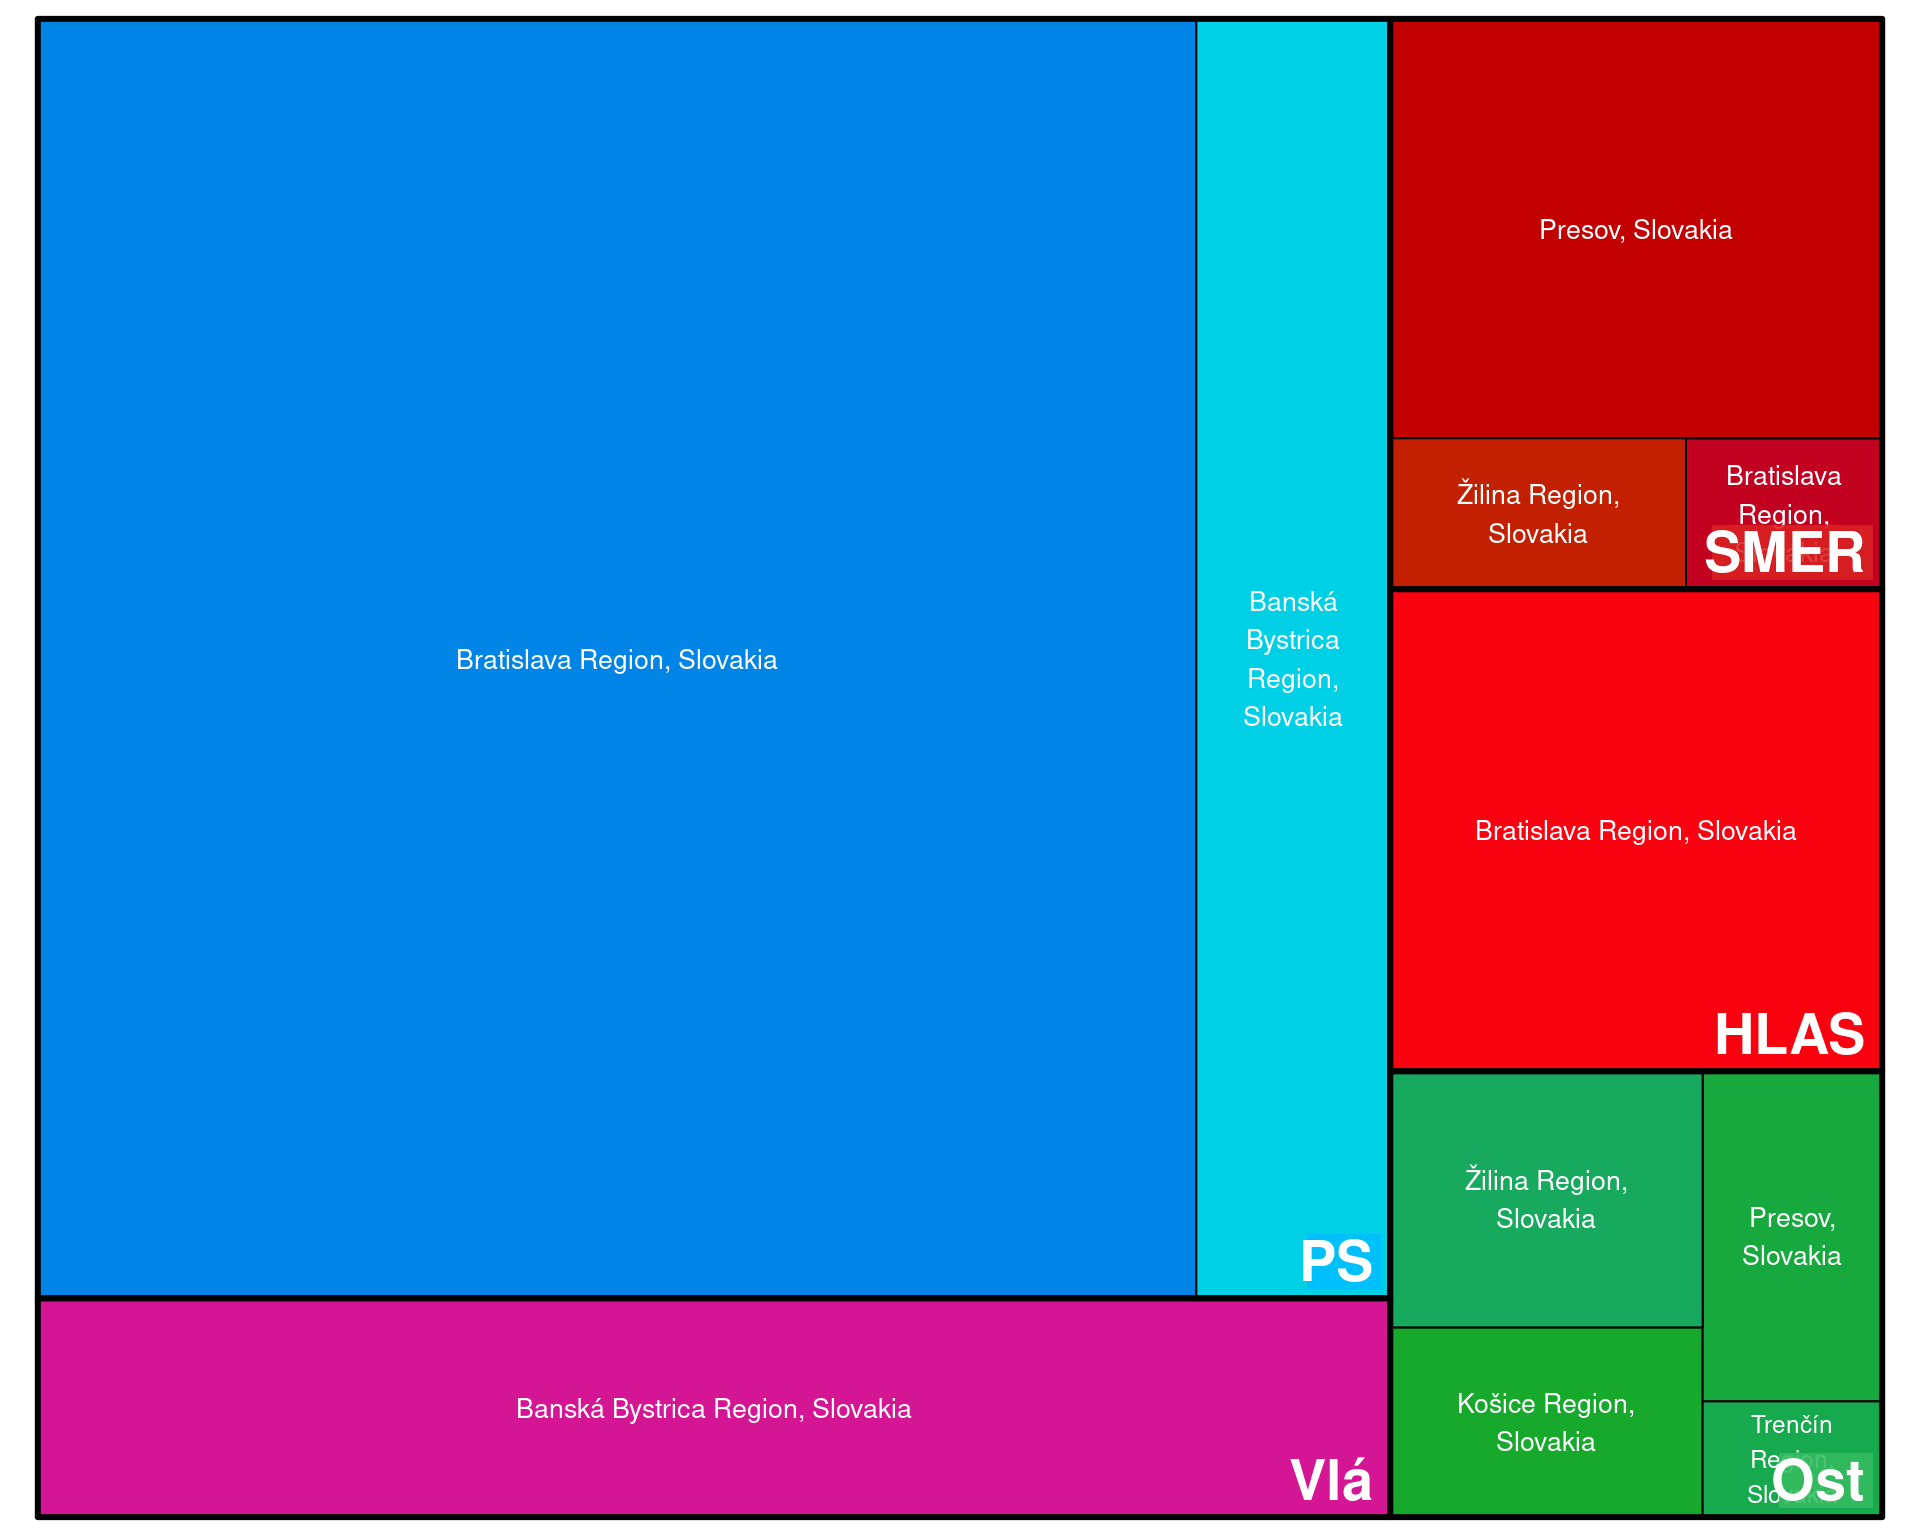 Bratislava Region, Slovakia
Banská
Bystrica
Region,
Slovakia
PS
Banská Bystrica Region, Slovakia
Vlá
Presov, Slovakia
Žilina Region,
Slovakia
Bratislava
Region,
SMER
Bratislava Region, Slovakia
HLAS
Žilina Region,
Slovakia
Presov,
Slovakia
Košice Region,
Slovakia
Trenčín
Region,
Ost